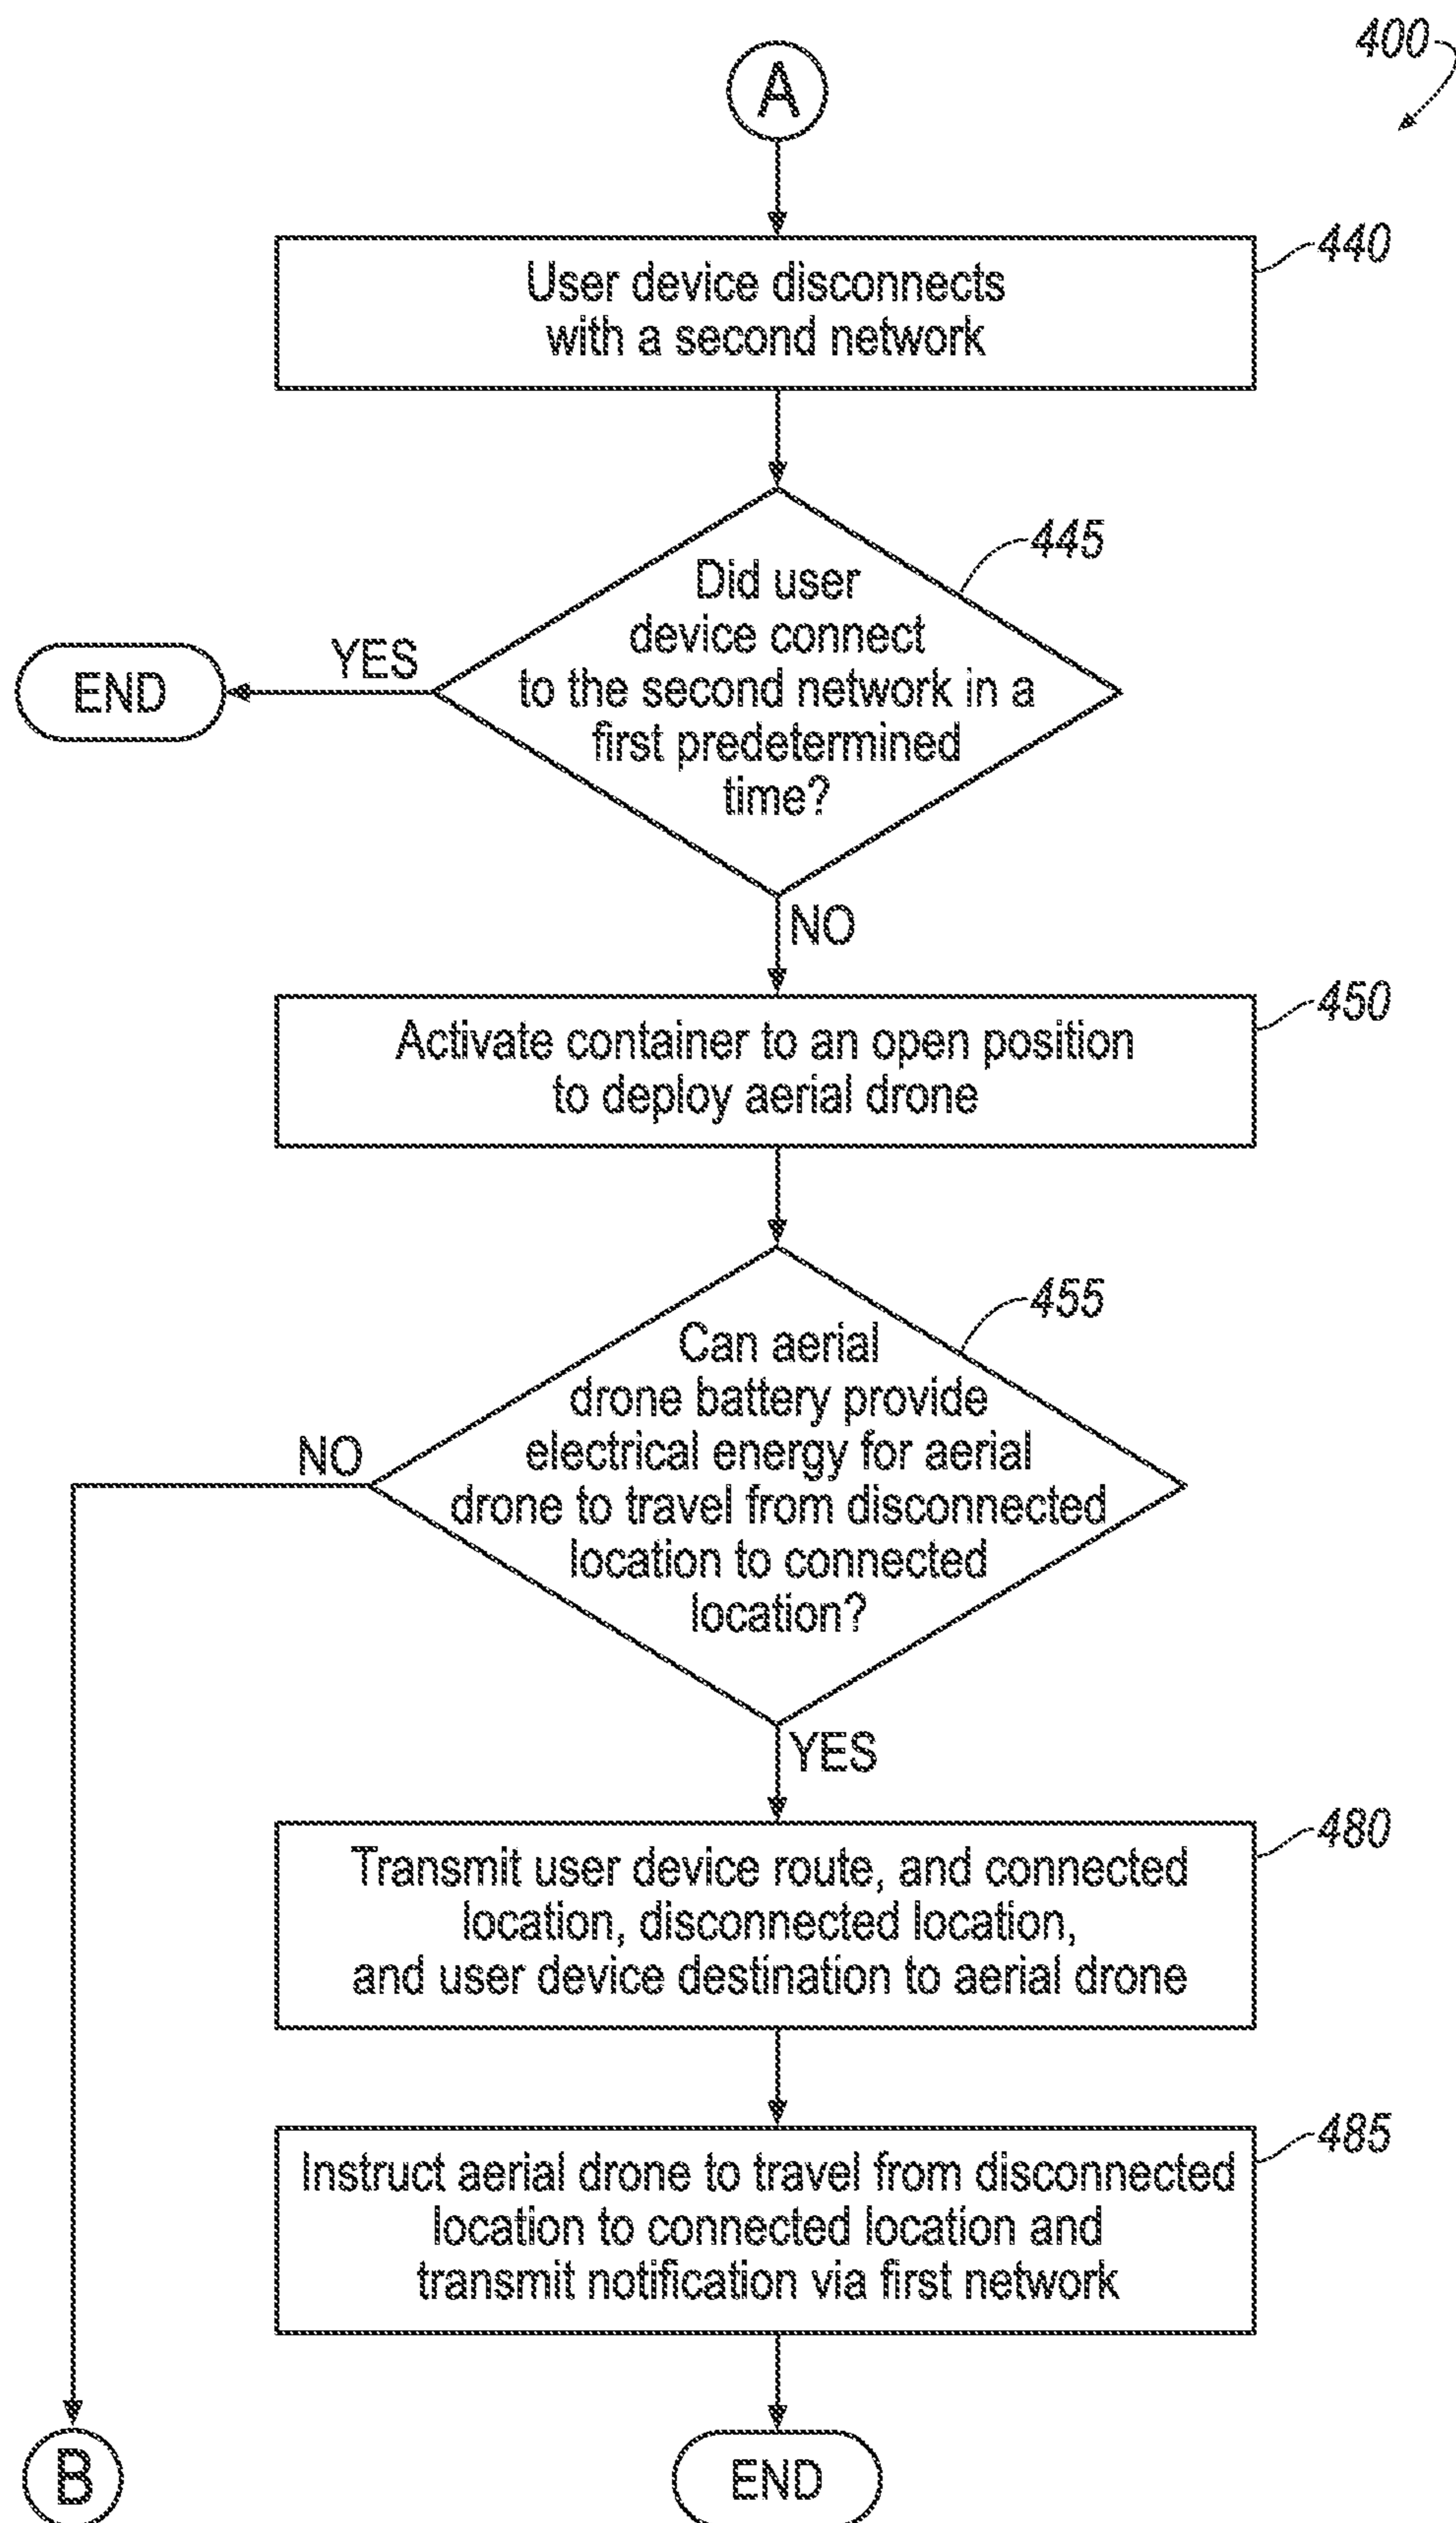 400
A
440
User device disconnects
with a second network
445
Did user
device connect
to the second network in a
first predetermined
time?
YES
END
NO
450
Activate container to an open position
to deploy aerial drone
455
Can aerial
drone battery provide
electrical energy for aerial
drone to travel from disconnected
location to connected
location?
NO
YES
480
Transmit user device route, and connected
location, disconnected location,
and user device destination to aerial drone
485
Instruct aerial drone to travel from disconnected
location to connected location and
transmit notification via first network
B
END